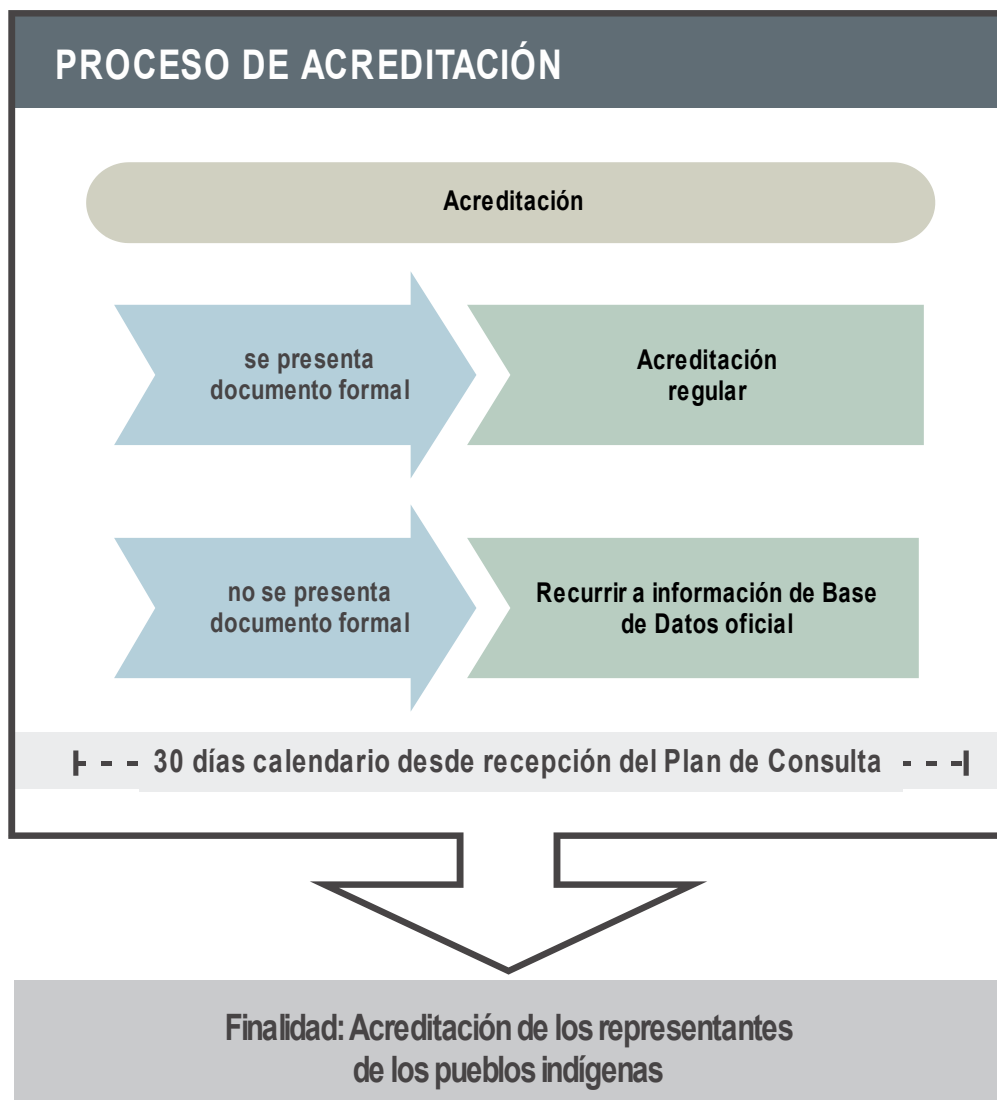 PROCESO DE ACREDITACIÓN
Acreditación
se presenta
documento formal
Acreditación
regular
no se presenta
documento formal
Recurrir a información de Base
de Datos oficial
30 días calendario desde recepción del Plan de Consulta
Finalidad: Acreditación de los representantes
de los pueblos indígenas